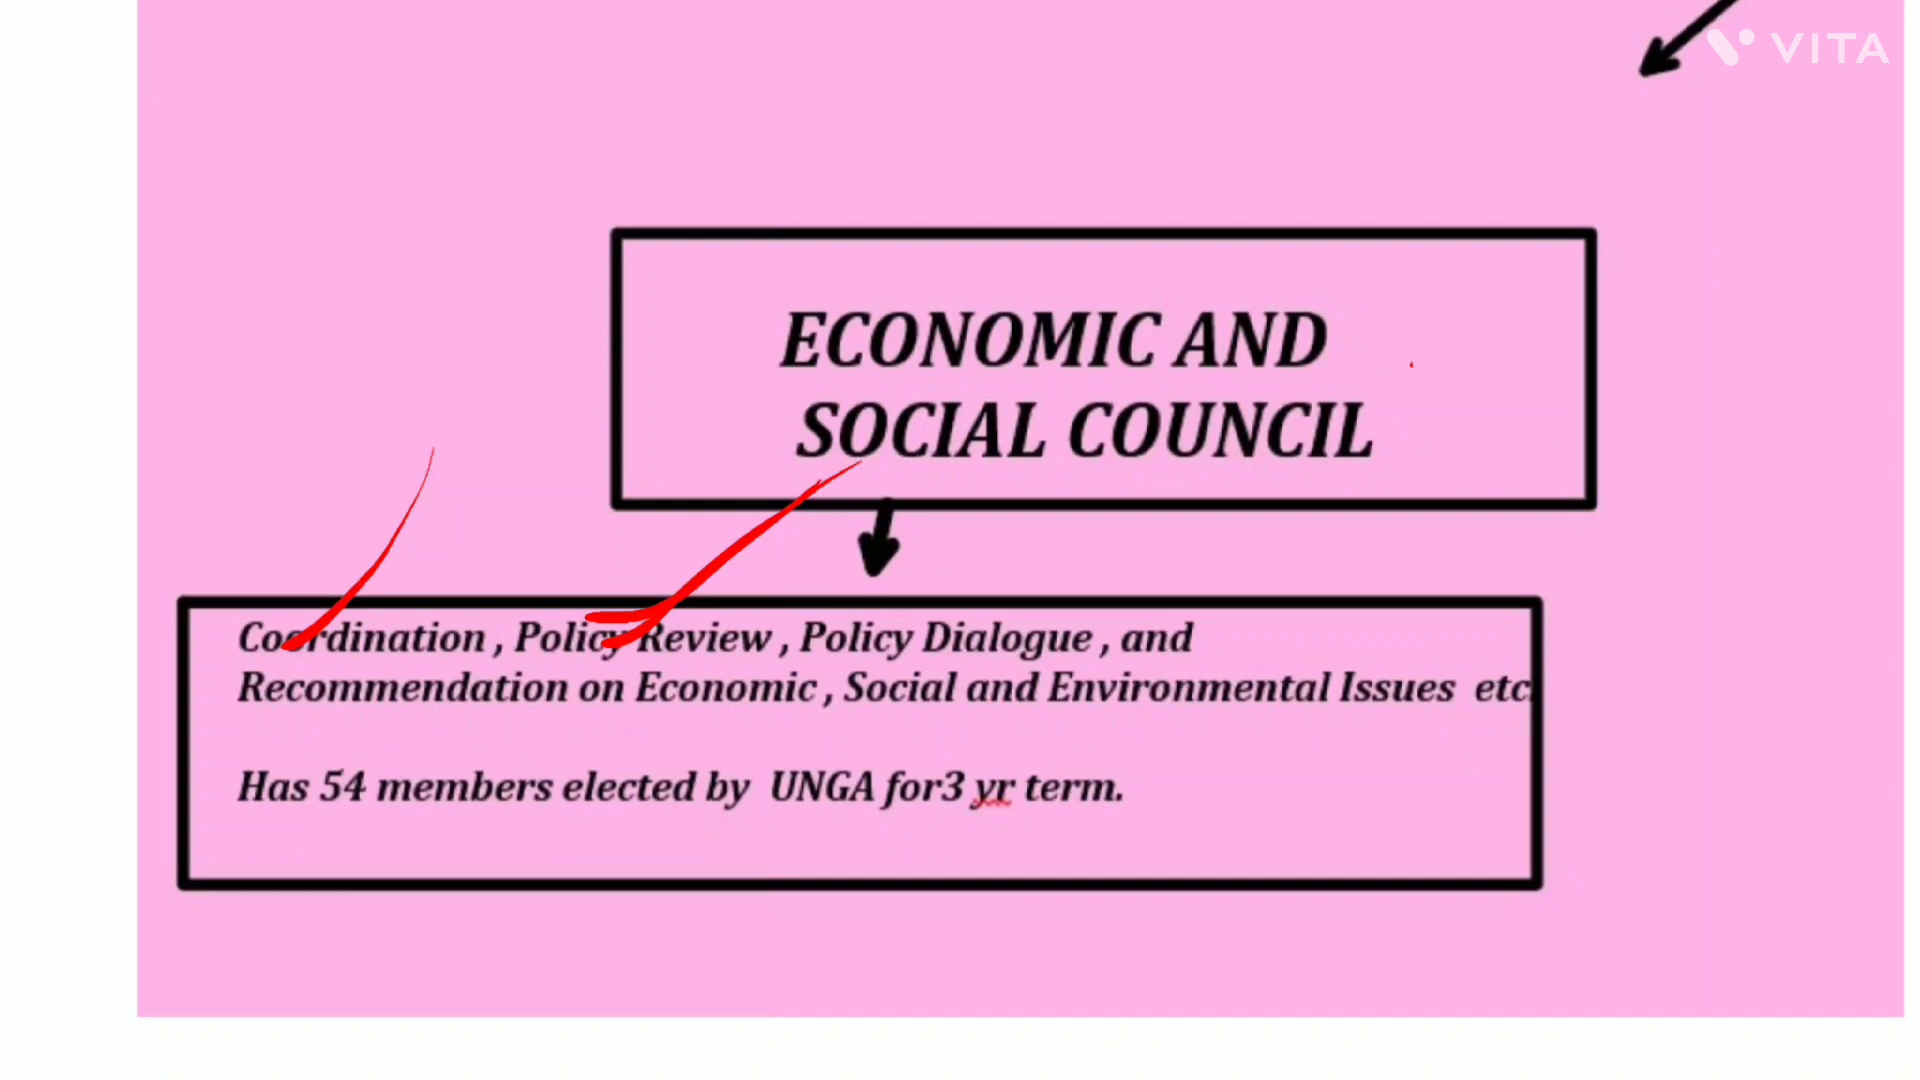 VITA
ECONOMIC AND
SOCIAL COUNCIL
Coordination , Policy Review , Policy Dialogue , and
Recommendation on Economic , Social and Environmental Issues etc.
Has 54 members elected by UNGA for3 yr term.